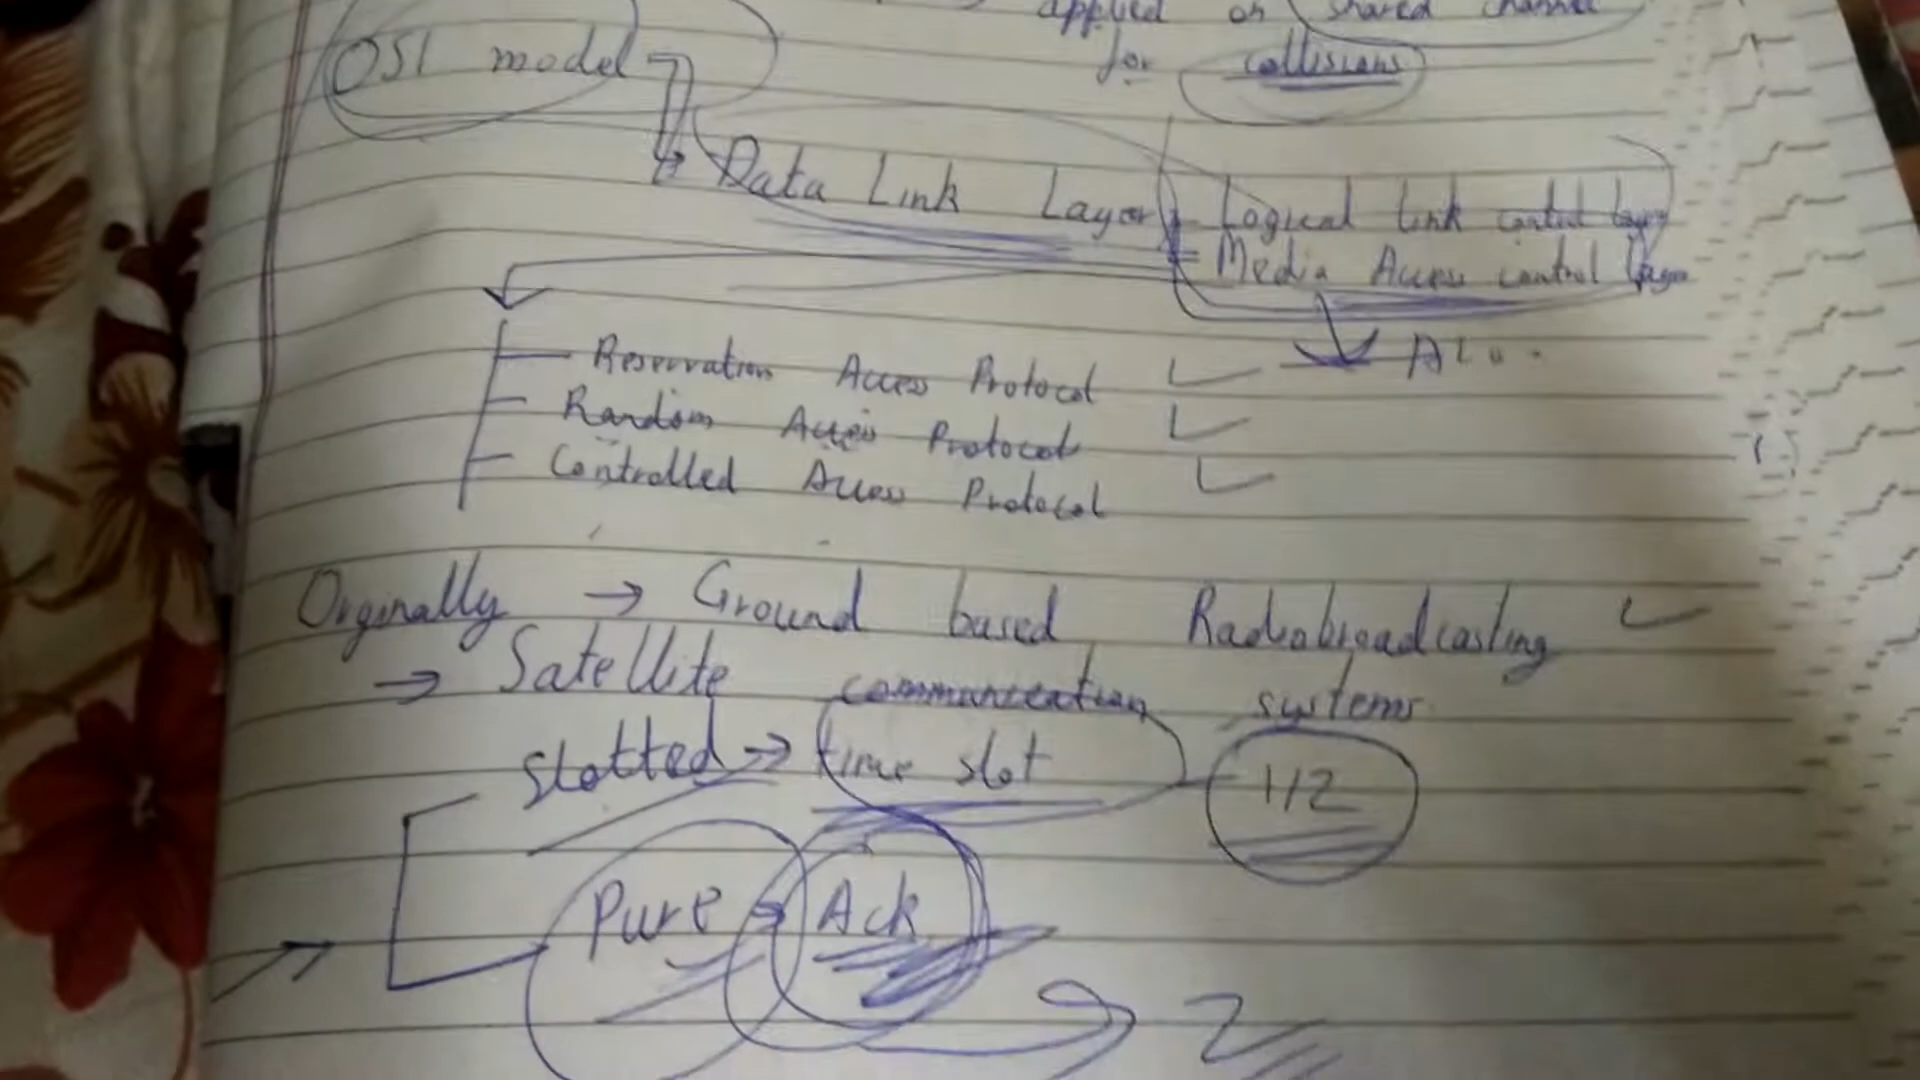 applied on shared channel
for collisions
OSI model
Data Link Layer
Logical Link control layer
Media Access control layer
Reservation Access Protocol
Random Access Protocol
Controlled Access Protocol
Orginally → Ground based Radiobroadcasting
→ Satellite communication systems
slotted → time slot
1/2
Pure → Ack